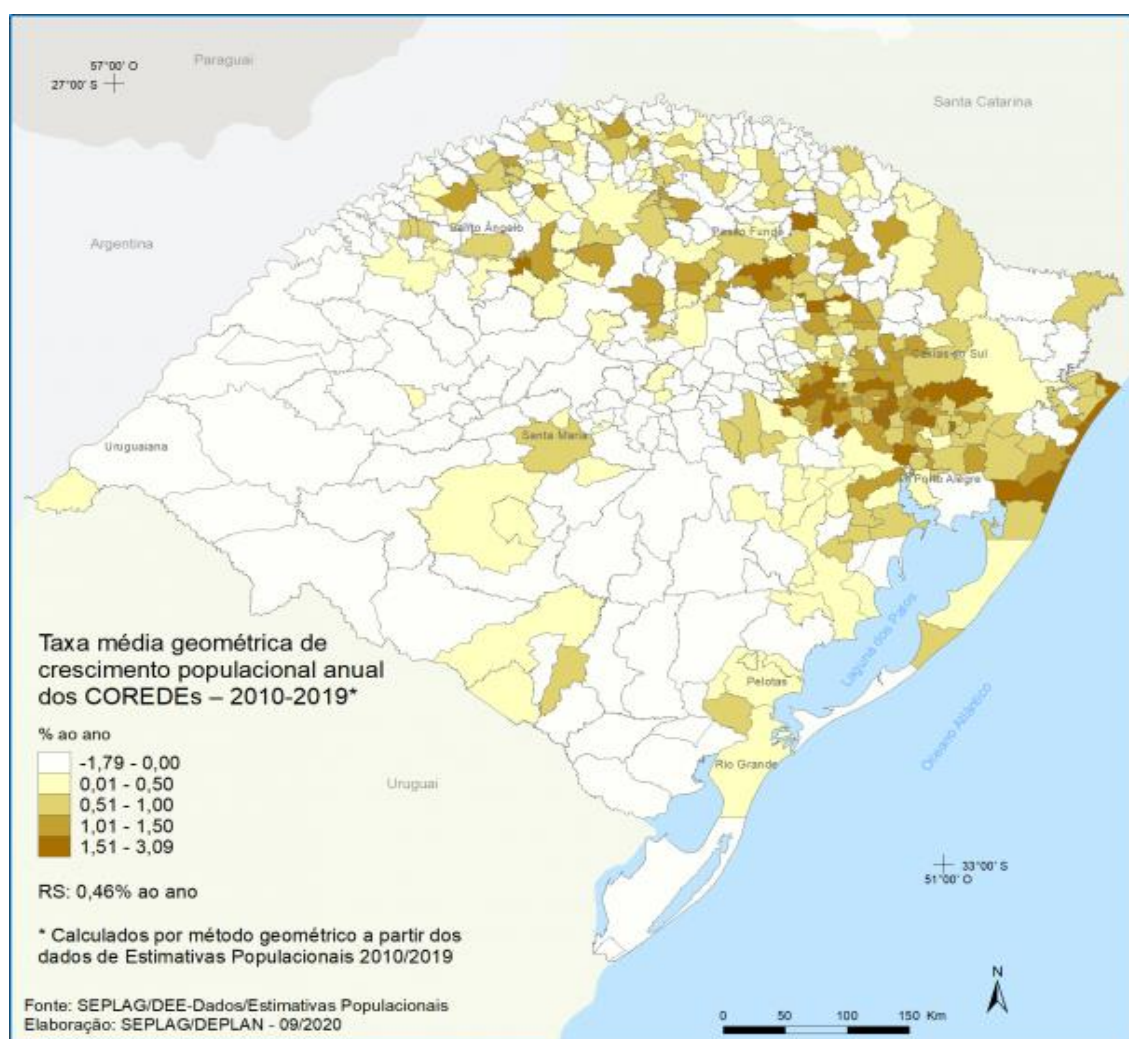 Paraguai
57°00' O
27°00' S
Santa Catarina
Argentina
Santo Ângelo
Passo Fundo
Caxias do Sul
Uruguaiana
Santa Maria
Porto Alegre
Laguna dos Patos
Pelotas
Oceano Atlântico
Rio Grande
Uruguai
33°00' S
51°00' O
Taxa média geométrica de
crescimento populacional anual
dos COREDEs – 2010-2019*
% ao ano
-1,79 - 0,00
0,01 - 0,50
0,51 - 1,00
1,01 - 1,50
1,51 - 3,09
RS: 0,46% ao ano
* Calculados por método geométrico a partir dos
dados de Estimativas Populacionais 2010/2019
Fonte: SEPLAG/DEE-Dados/Estimativas Populacionais
Elaboração: SEPLAG/DEPLAN - 09/2020
N
0 50 100 150 Km